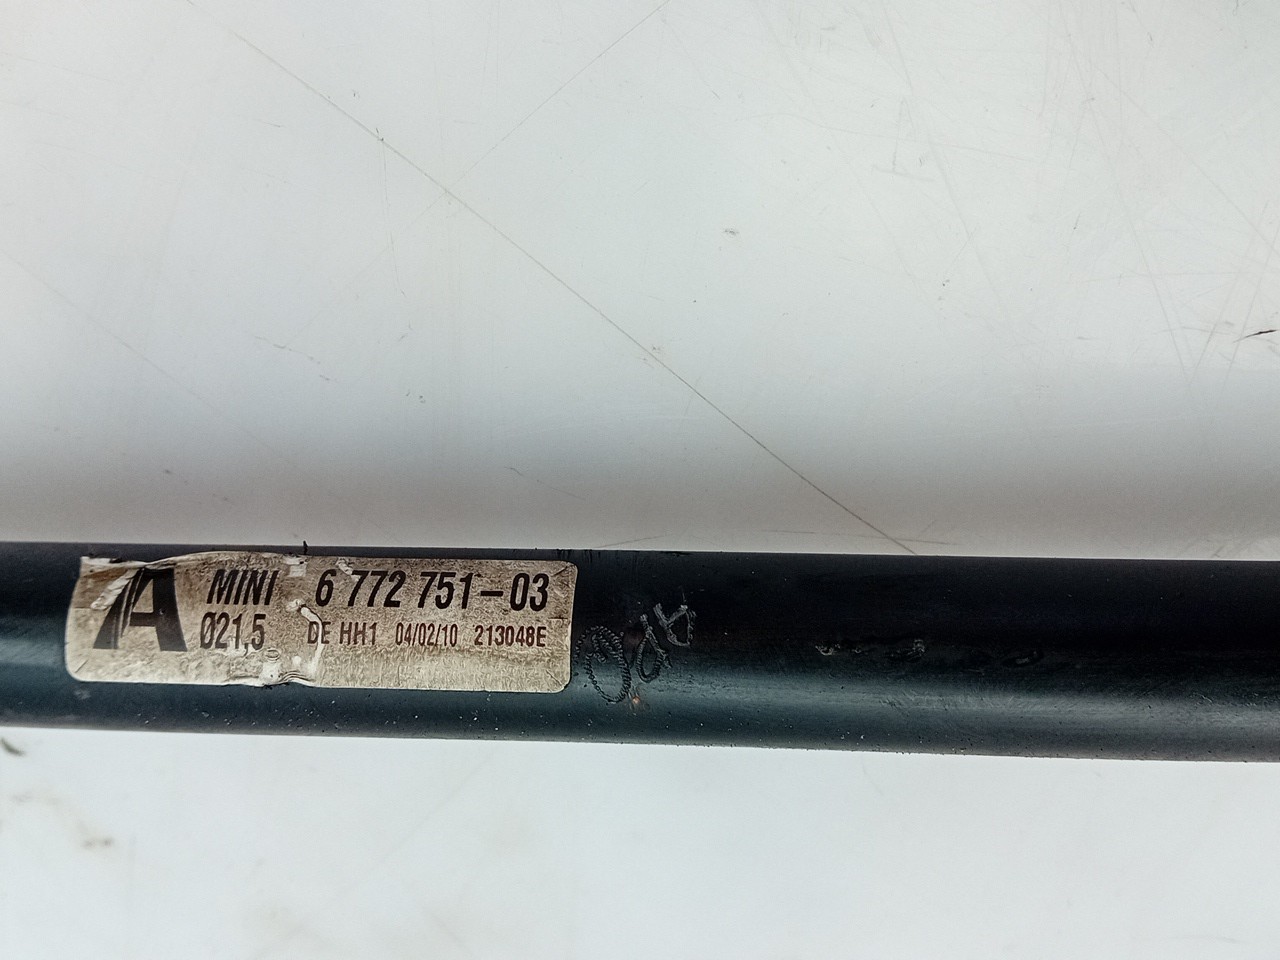 A MINI 6 772 751-03
Ø21,5 DE HH1 04/02/10 213048E